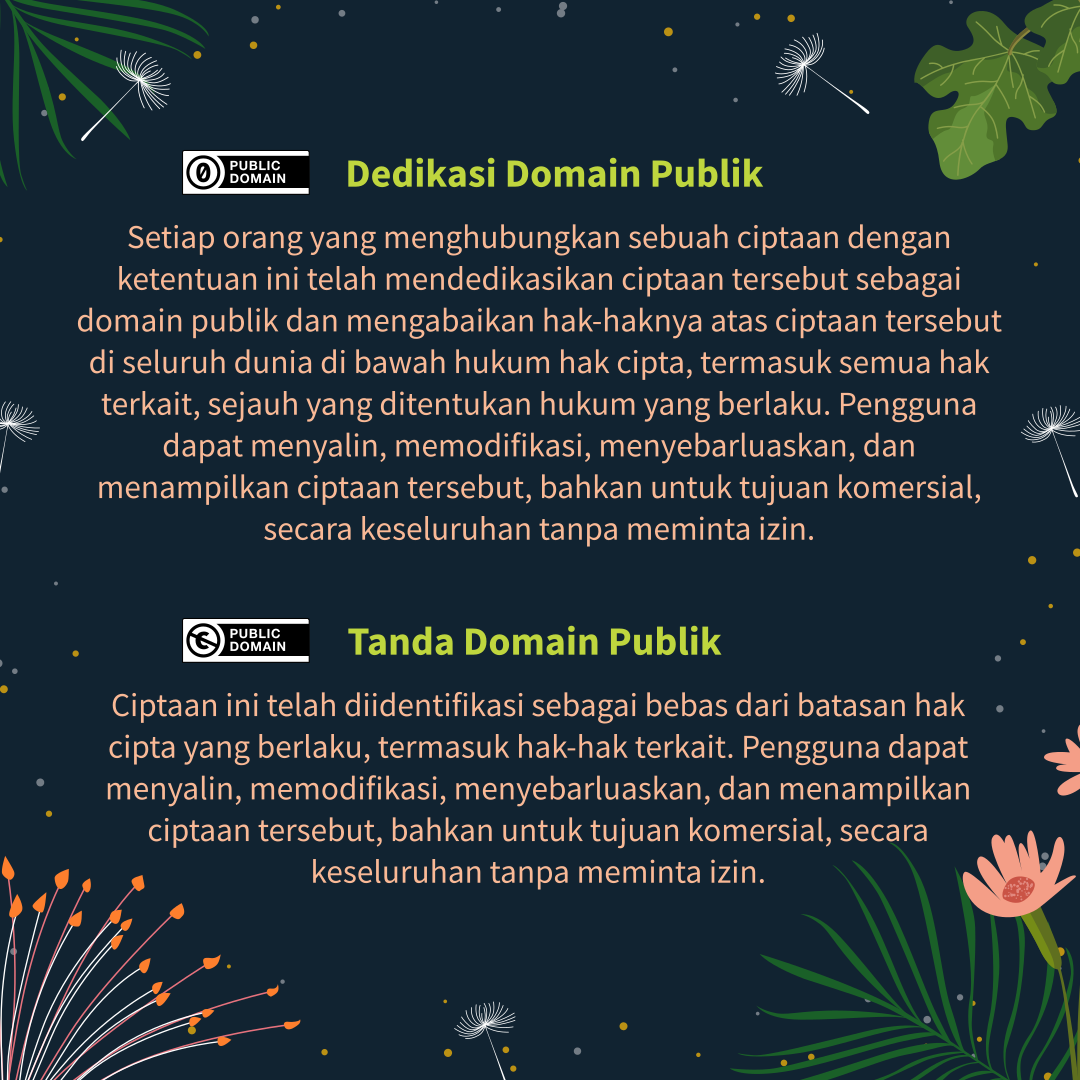 PUBLIC
DOMAIN
Dedikasi Domain Publik
Setiap orang yang menghubungkan sebuah ciptaan dengan
ketentuan ini telah mendedikasikan ciptaan tersebut sebagai
domain publik dan mengabaikan hak-haknya atas ciptaan tersebut
di seluruh dunia di bawah hukum hak cipta, termasuk semua hak
terkait, sejauh yang ditentukan hukum yang berlaku. Pengguna
dapat menyalin, memodifikasi, menyebarluaskan, dan
menampilkan ciptaan tersebut, bahkan untuk tujuan komersial,
secara keseluruhan tanpa meminta izin.
PUBLIC
DOMAIN
Tanda Domain Publik
Ciptaan ini telah diidentifikasi sebagai bebas dari batasan hak
cipta yang berlaku, termasuk hak-hak terkait. Pengguna dapat
menyalin, memodifikasi, menyebarluaskan, dan menampilkan
ciptaan tersebut, bahkan untuk tujuan komersial, secara
keseluruhan tanpa meminta izin.